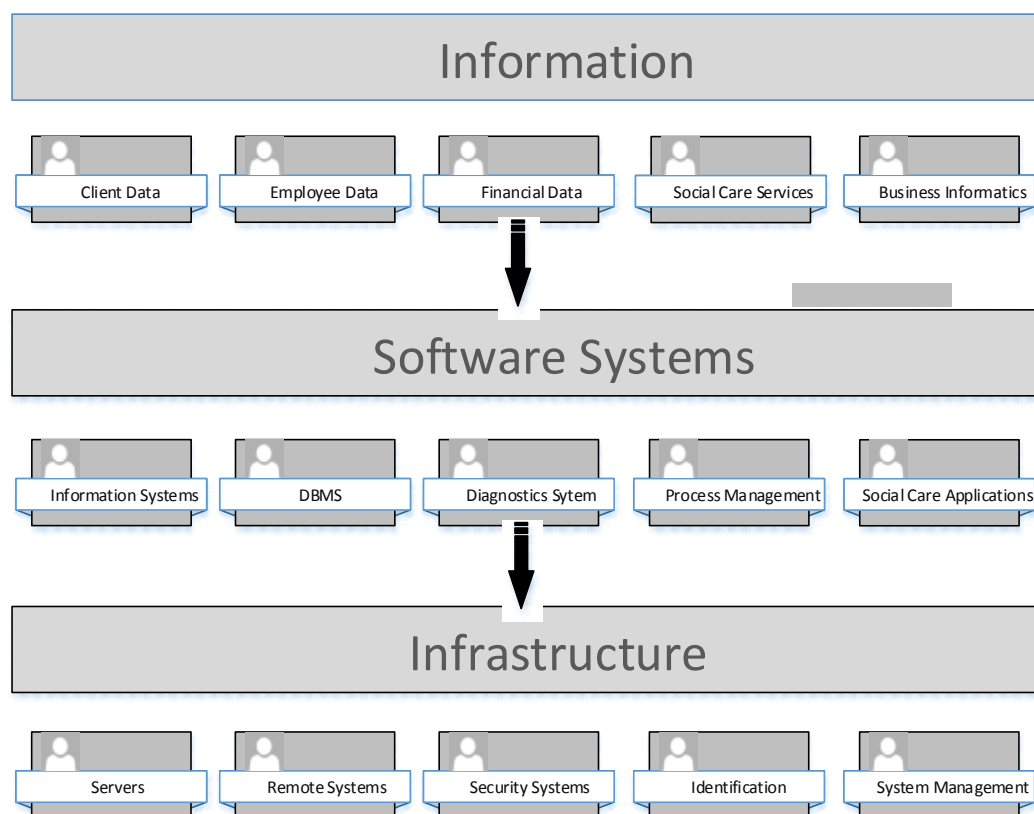 Information
Client Data
Employee Data
Financial Data
Social Care Services
Business Informatics
Software Systems
Information Systems
DBMS
Diagnostics Sytem
Process Management
Social Care Applications
Infrastructure
Servers
Remote Systems
Security Systems
Identification
System Management